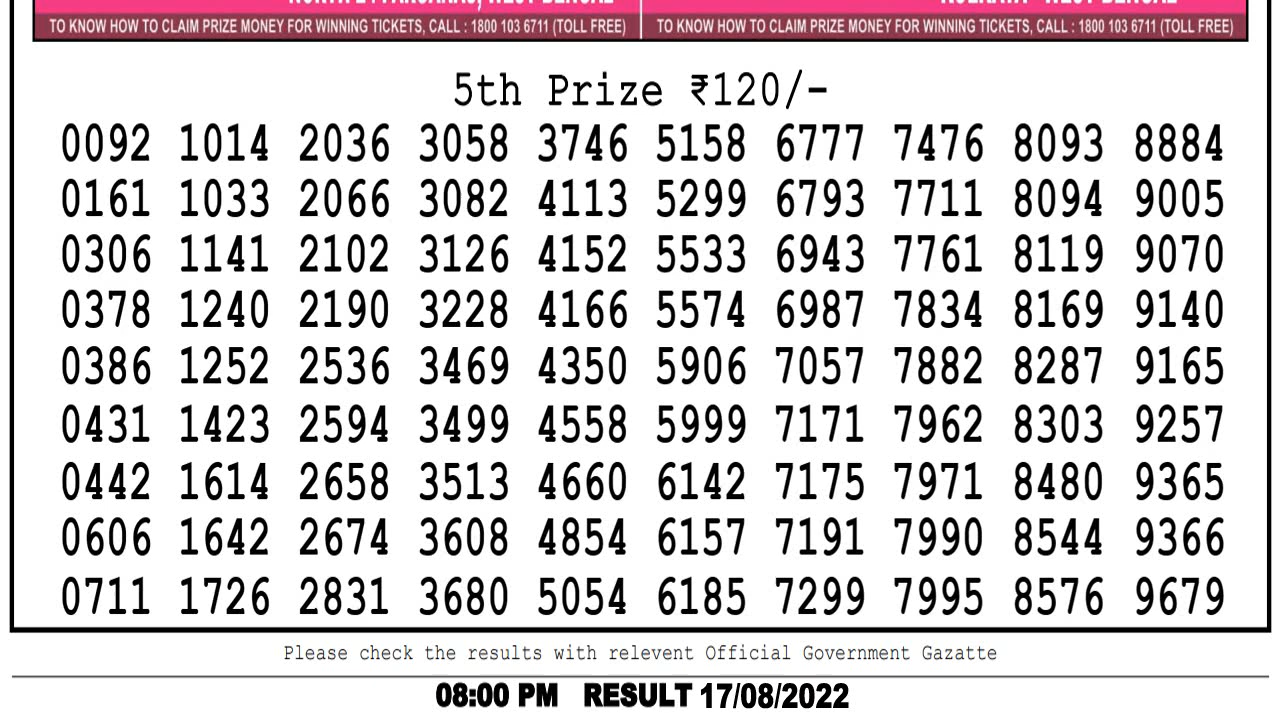 TO KNOW HOW TO CLAIM PRIZE MONEY FOR WINNING TICKETS, CALL : 1800 103 6711 (TOLL FREE) TO KNOW HOW TO CLAIM PRIZE MONEY FOR WINNING TICKETS, CALL : 1800 103 6711 (TOLL FREE)
5th Prize ₹120/-
0092 1014 2036 3058 3746 5158 6777 7476 8093 8884
0161 1033 2066 3082 4113 5299 6793 7711 8094 9005
0306 1141 2102 3126 4152 5533 6943 7761 8119 9070
0378 1240 2190 3228 4166 5574 6987 7834 8169 9140
0386 1252 2536 3469 4350 5906 7057 7882 8287 9165
0431 1423 2594 3499 4558 5999 7171 7962 8303 9257
0442 1614 2658 3513 4660 6142 7175 7971 8480 9365
0606 1642 2674 3608 4854 6157 7191 7990 8544 9366
0711 1726 2831 3680 5054 6185 7299 7995 8576 9679
Please check the results with relevent Official Government Gazatte
08:00 PM RESULT 17/08/2022